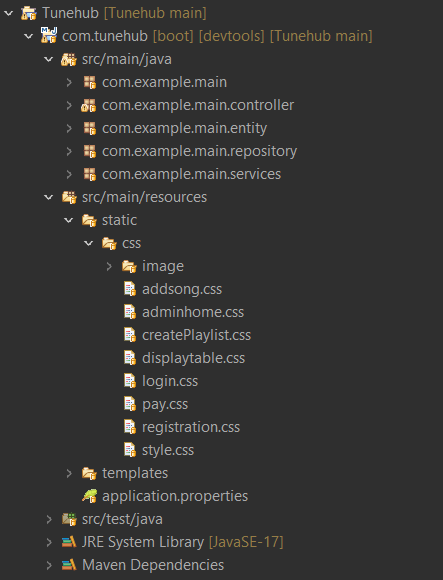 Tunehub [Tunehub main]
com.tunehub [boot] [devtools] [Tunehub main]
src/main/java
com.example.main
com.example.main.controller
com.example.main.entity
com.example.main.repository
com.example.main.services
src/main/resources
static
css
image
addsong.css
adminhome.css
createPlaylist.css
displaytable.css
login.css
pay.css
registration.css
style.css
templates
application.properties
src/test/java
JRE System Library [JavaSE-17]
Maven Dependencies